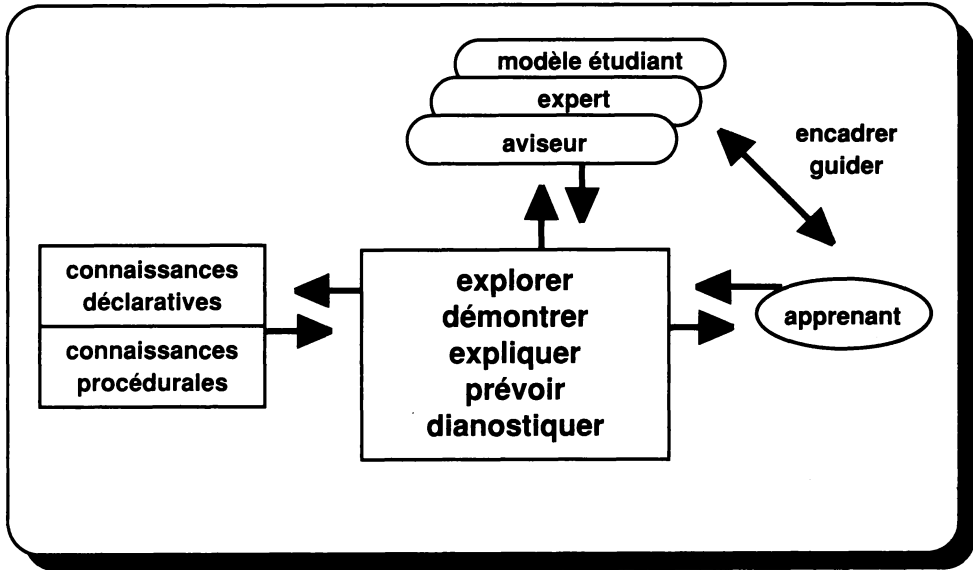 modèle étudiant
expert
aviseur
encadrer
guider
connaissances
déclaratives
connaissances
procédurales
explorer
démontrer
expliquer
prévoir
dianostiquer
apprenant